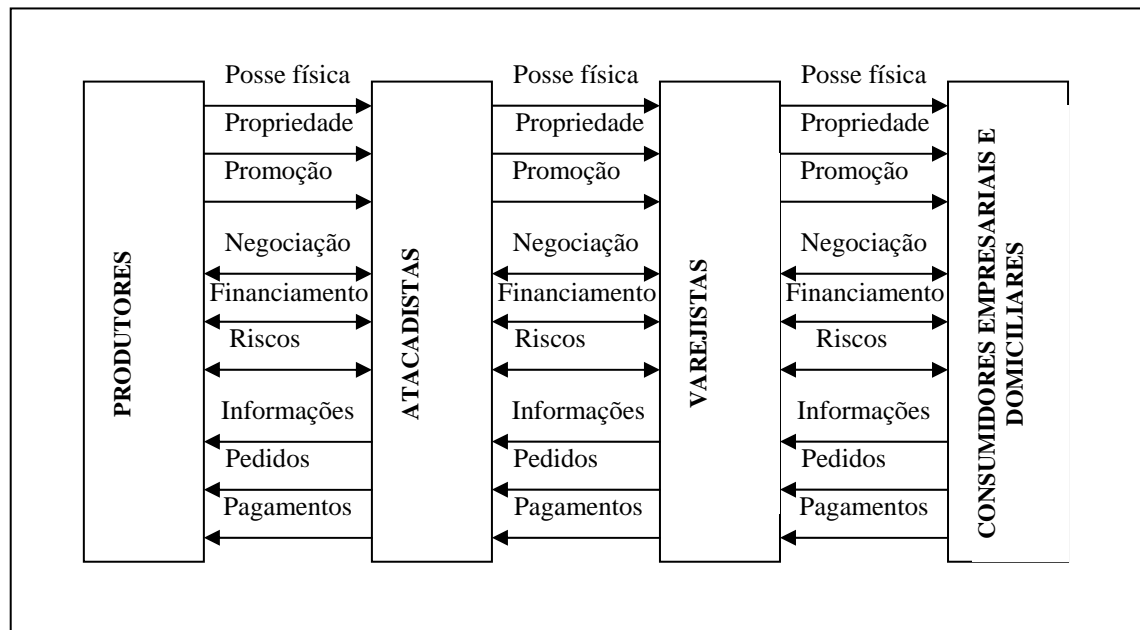 Posse física Posse física Posse física
Propriedade Propriedade Propriedade
Promoção Promoção Promoção
Negociação Negociação Negociação
Financiamento Financiamento Financiamento
Riscos Riscos Riscos
Informações Informações Informações
Pedidos Pedidos Pedidos
Pagamentos Pagamentos Pagamentos
PRODUTORES
ATACADISTAS
VAREJISTAS
CONSUMIDORES EMPRESARIAIS E
DOMICILIARES